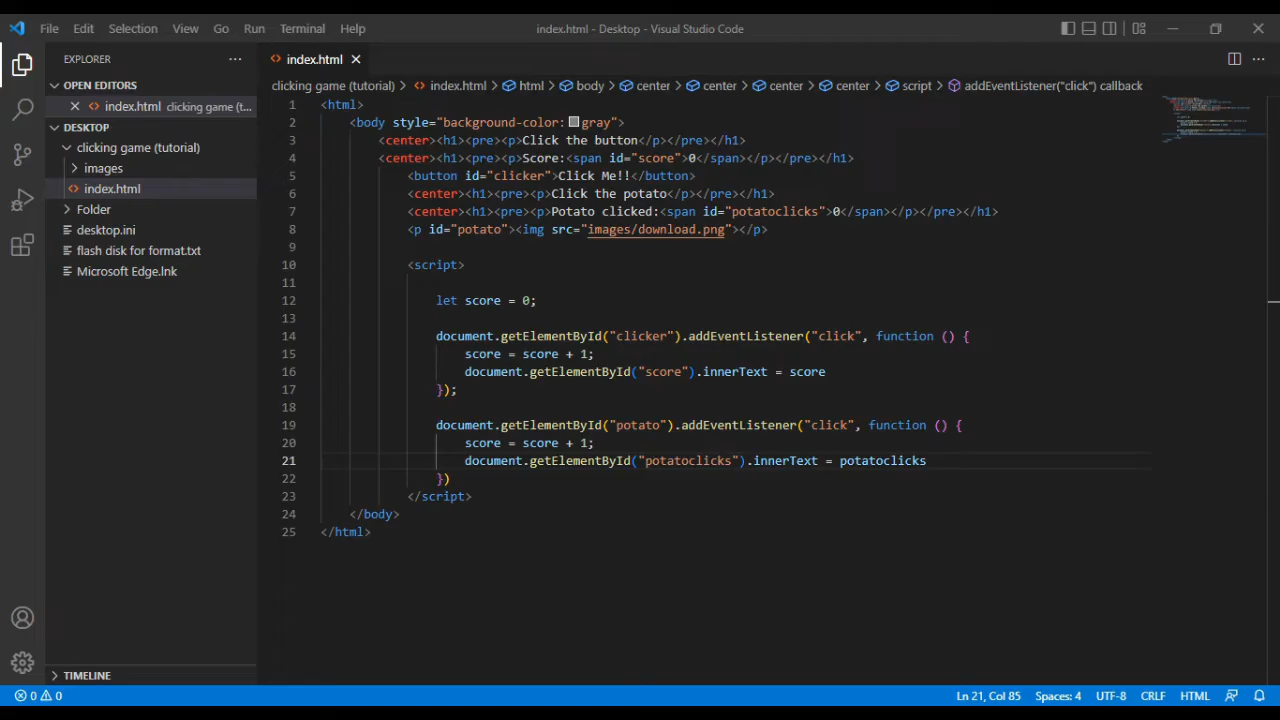 File Edit Selection View Go Run Terminal Help
index.html - Desktop - Visual Studio Code
EXPLORER ...
OPEN EDITORS
index.html clicking game (t...
DESKTOP
clicking game (tutorial)
images
index.html
Folder
desktop.ini
flash disk for format.txt
Microsoft Edge.lnk
TIMELINE
index.html
clicking game (tutorial) > index.html > html > body > center > center > center > center > script > addEventListener("click") callback
1 <html>
2 <body style="background-color: gray">
3 <center><h1><pre><p>Click the button</p></pre></h1>
4 <center><h1><pre><p>Score:<span id="score">0</span></p></pre></h1>
5 <button id="clicker">Click Me!!</button>
6 <center><h1><pre><p>Click the potato</p></pre></h1>
7 <center><h1><pre><p>Potato clicked:<span id="potatoclicks">0</span></p></pre></h1>
8 <p id="potato"><img src="images/download.png"></p>
9
10 <script>
11
12 let score = 0;
13
14 document.getElementById("clicker").addEventListener("click", function () {
15 score = score + 1;
16 document.getElementById("score").innerText = score
17 });
18
19 document.getElementById("potato").addEventListener("click", function () {
20 score = score + 1;
21 document.getElementById("potatoclicks").innerText = potatoclicks
22 })
23 </script>
24 </body>
25 </html>
0 0
Ln 21, Col 85 Spaces: 4 UTF-8 CRLF HTML